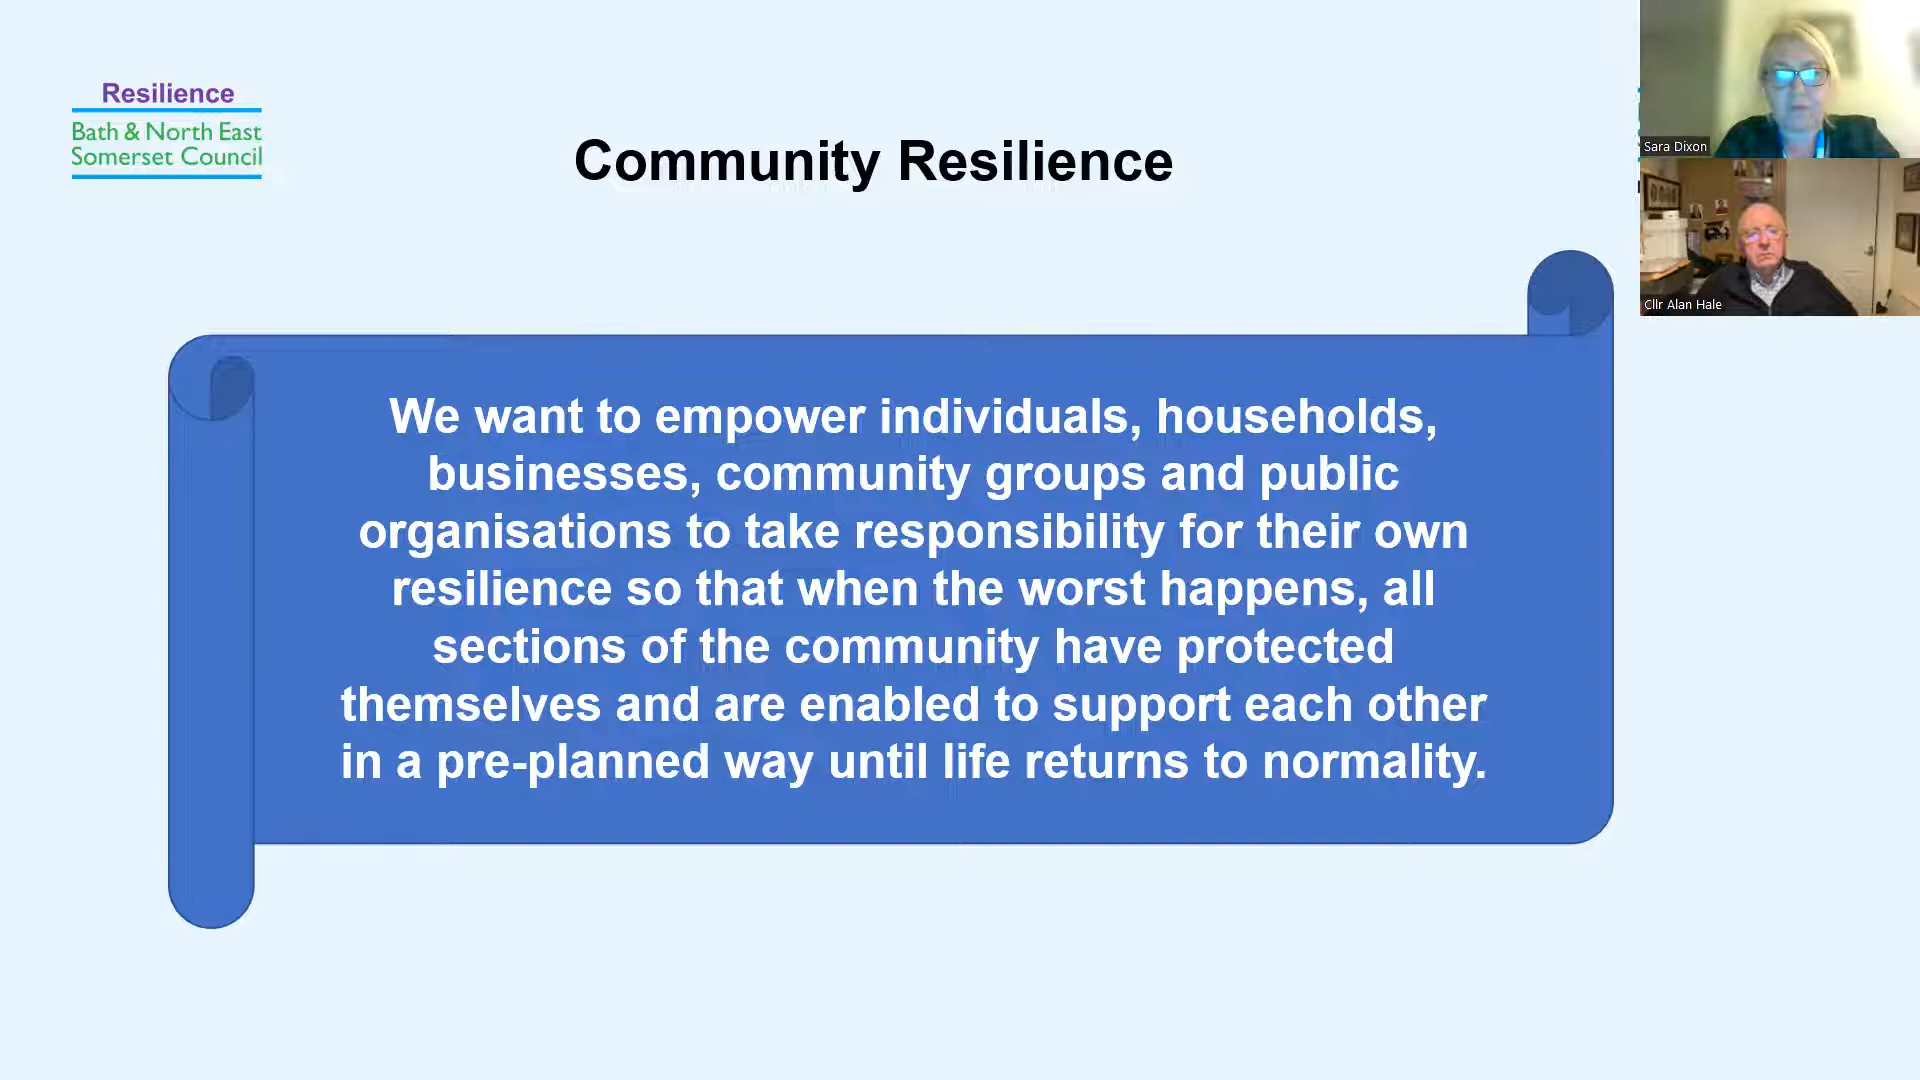 Resilience
Bath & North East
Somerset Council
Community Resilience
We want to empower individuals, households,
businesses, community groups and public
organisations to take responsibility for their own
resilience so that when the worst happens, all
sections of the community have protected
themselves and are enabled to support each other
in a pre-planned way until life returns to normality.
Sara Dixon
Cllr Alan Hale